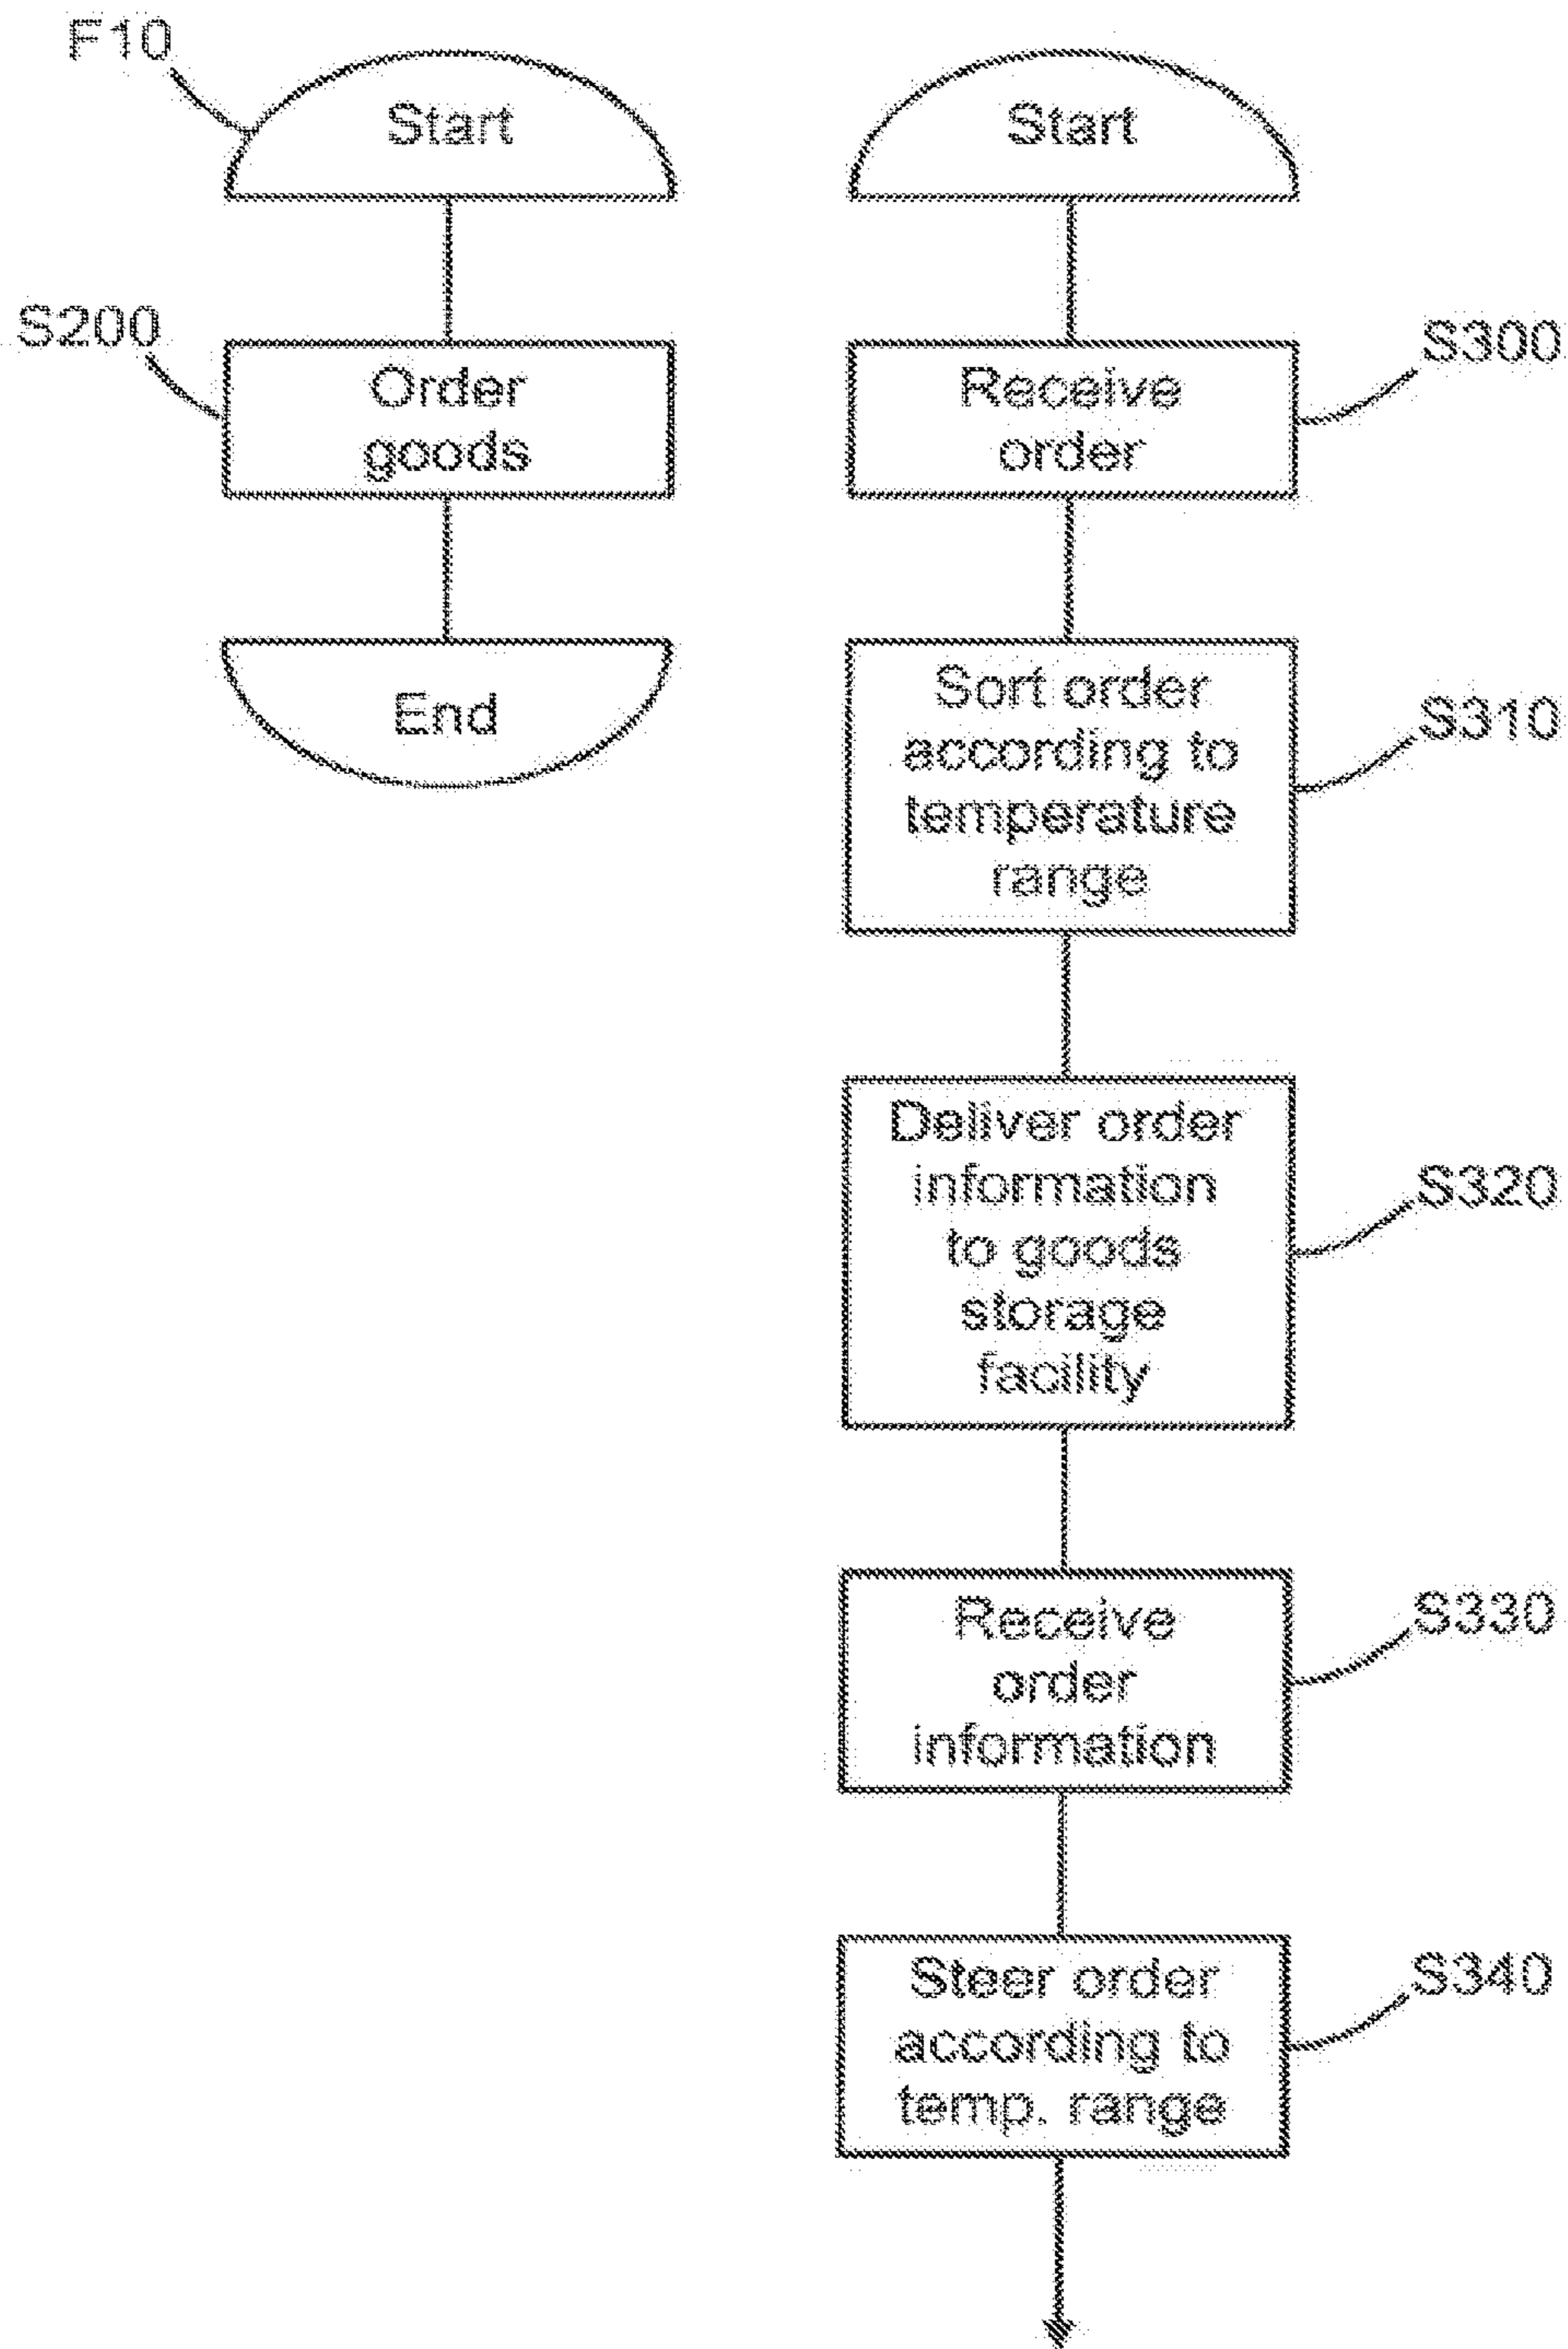 F10
Start
S200
Order
goods
End
Start
Receive
order
S300
Sort order
according to
temperature
range
S310
Deliver order
information
to goods
storage
facility
S320
Receive
order
information
S330
Steer order
according to
temp. range
S340